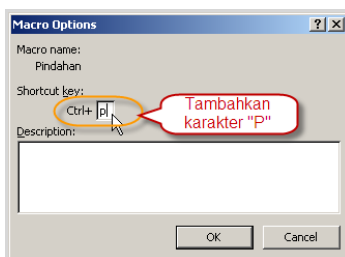 Macro Options
Macro name:
Pindahan
Shortcut key:
Ctrl+ p
Tambahkan
karakter "P"
Description:
OK Cancel